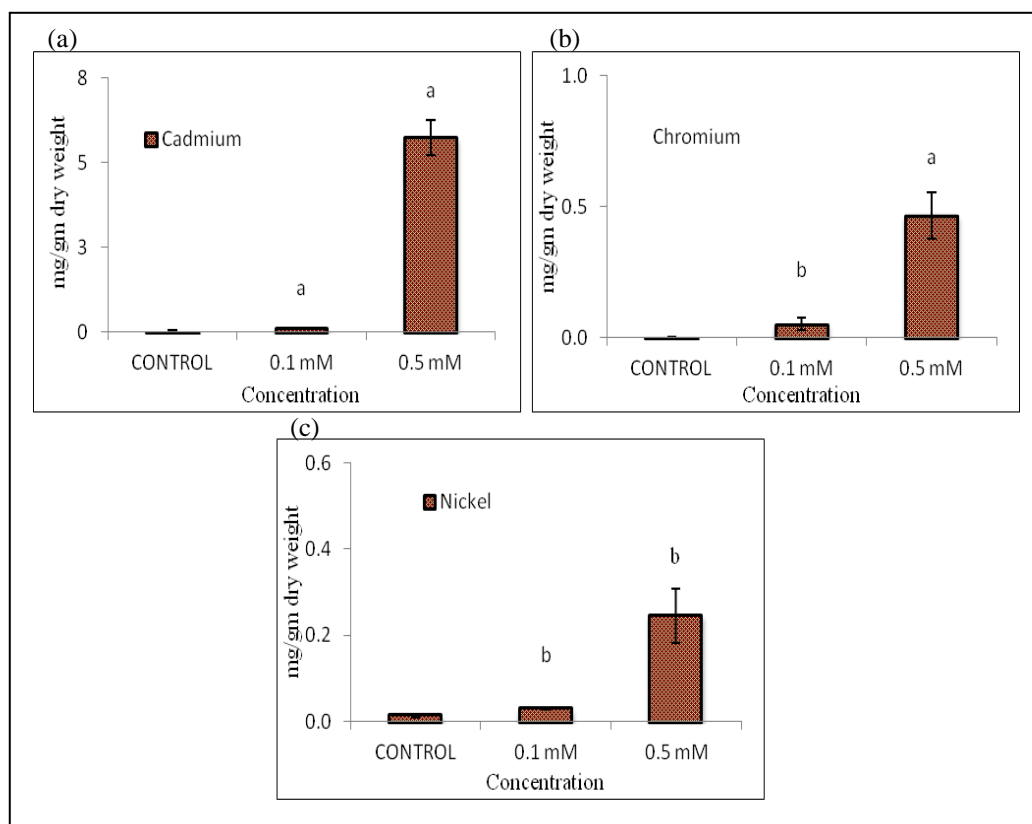 (a)
mg/gm dry weight
8
5
3
0
Cadmium
a
a
CONTROL 0.1 mM 0.5 mM
Concentration
(b)
mg/gm dry weight
1.0
0.5
0.0
Chromium
b
a
CONTROL 0.1 mM 0.5 mM
Concentration
(c)
mg/gm dry weight
0.6
0.4
0.2
0.0
Nickel
b
b
CONTROL 0.1 mM 0.5 mM
Concentration